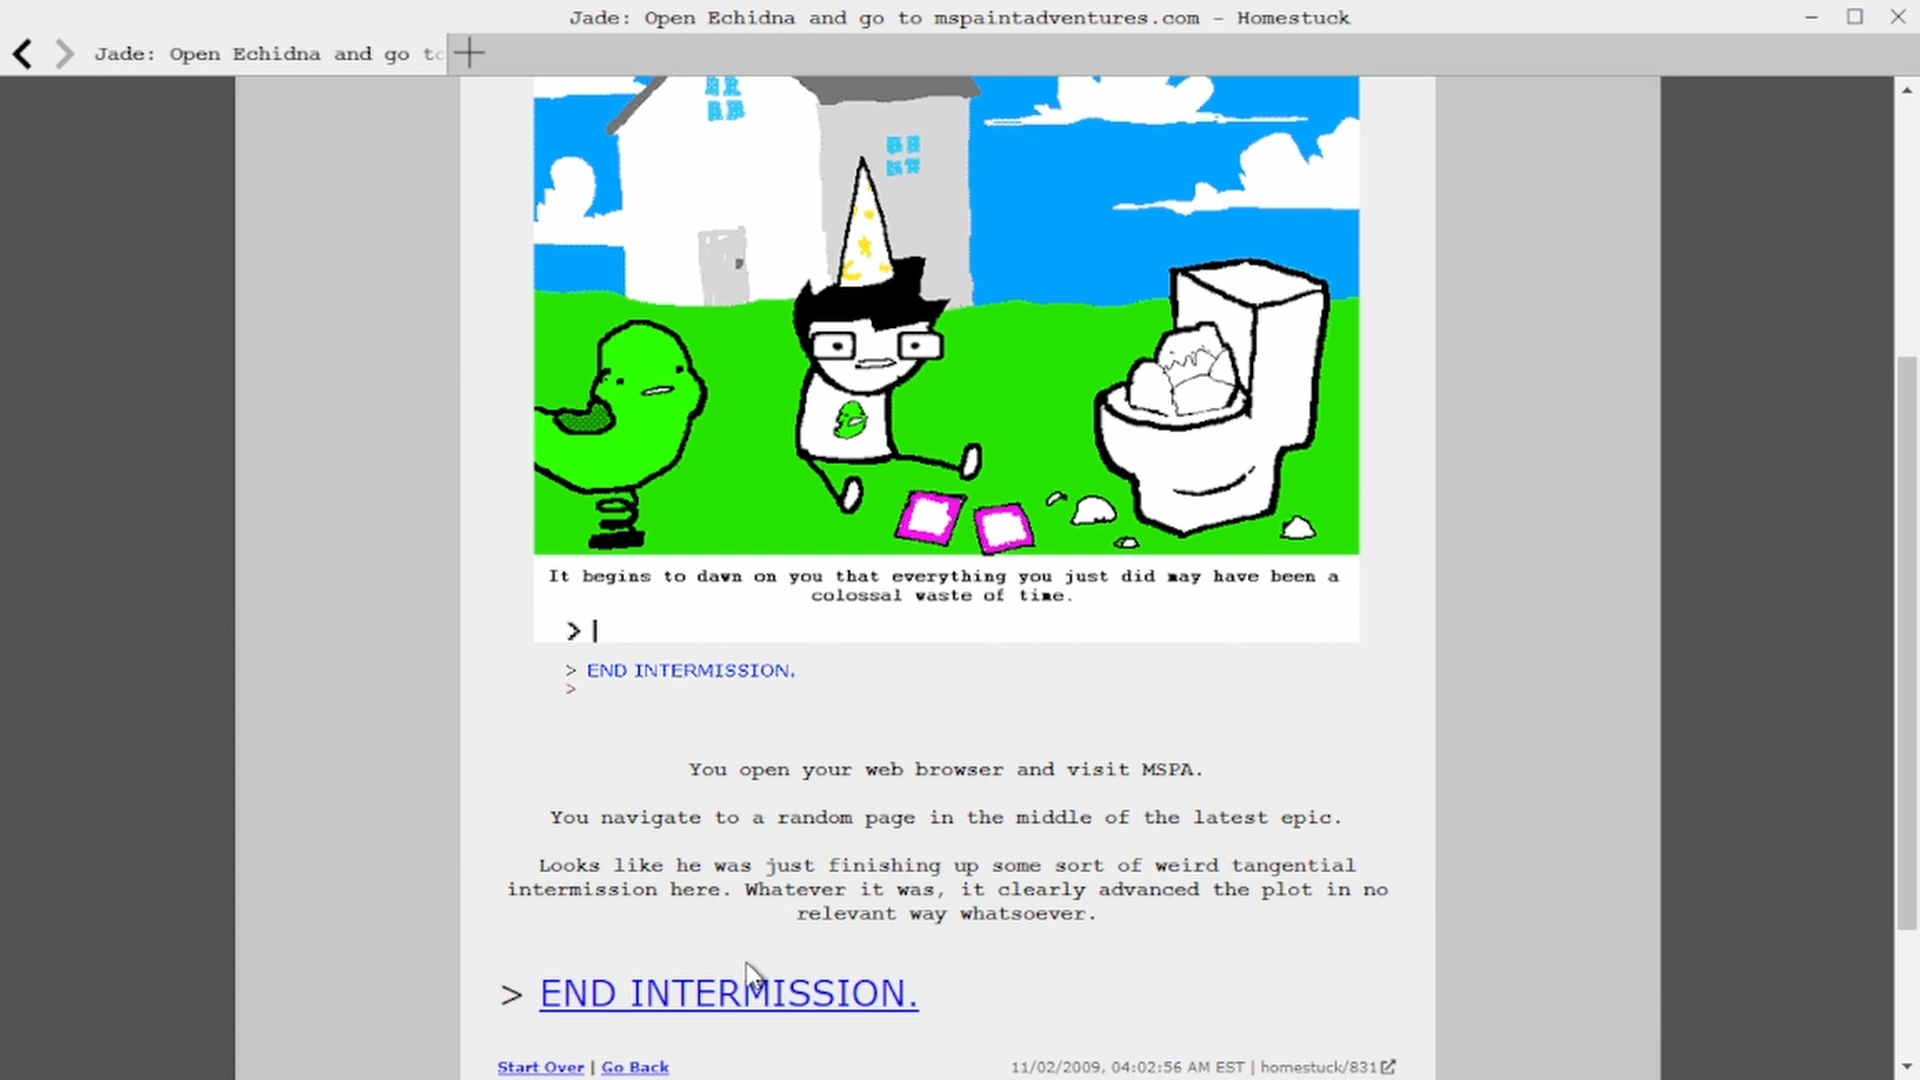 Jade: Open Echidna and go to mspaintadventures.com – Homestuck
Jade: Open Echidna and go to
It begins to dawn on you that everything you just did may have been a
colossal waste of time.
>
> END INTERMISSION.
>
You open your web browser and visit MSPA.
You navigate to a random page in the middle of the latest epic.
Looks like he was just finishing up some sort of weird tangential
intermission here. Whatever it was, it clearly advanced the plot in no
relevant way whatsoever.
> END INTERMISSION.
Start Over | Go Back
11/02/2009, 04:02:56 AM EST | homestuck/831